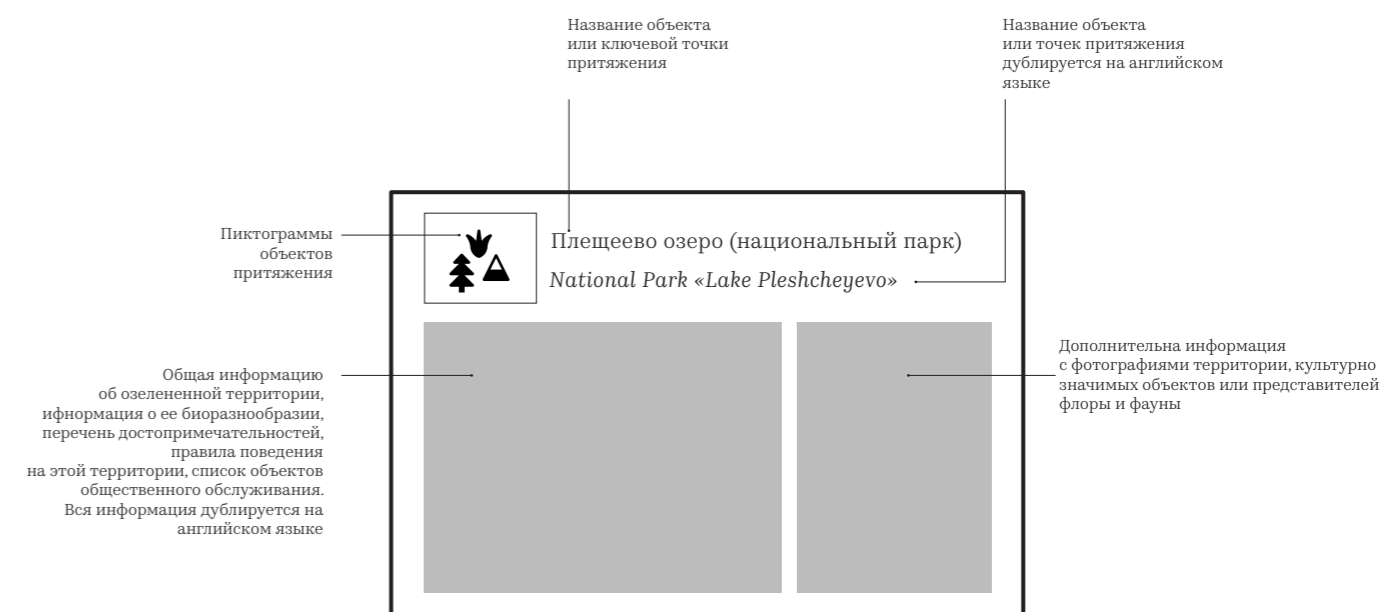 Название объекта
или ключевой точки
притяжения
Название объекта
или точек притяжения
дублируется на английском
языке
Пиктограммы
объектов
притяжения
Плещеево озеро (национальный парк)
National Park «Lake Pleshcheyevo»
Общая информацию
об озелененной территории,
ифнормация о ее биоразнообразии,
перечень достопримечательностей,
правила поведения
на этой территории, список объектов
общественного обслуживания.
Вся информация дублируется на
английском языке
Дополнительна информация
с фотографиями территории, культурно
значимых объектов или представителей
флоры и фауны